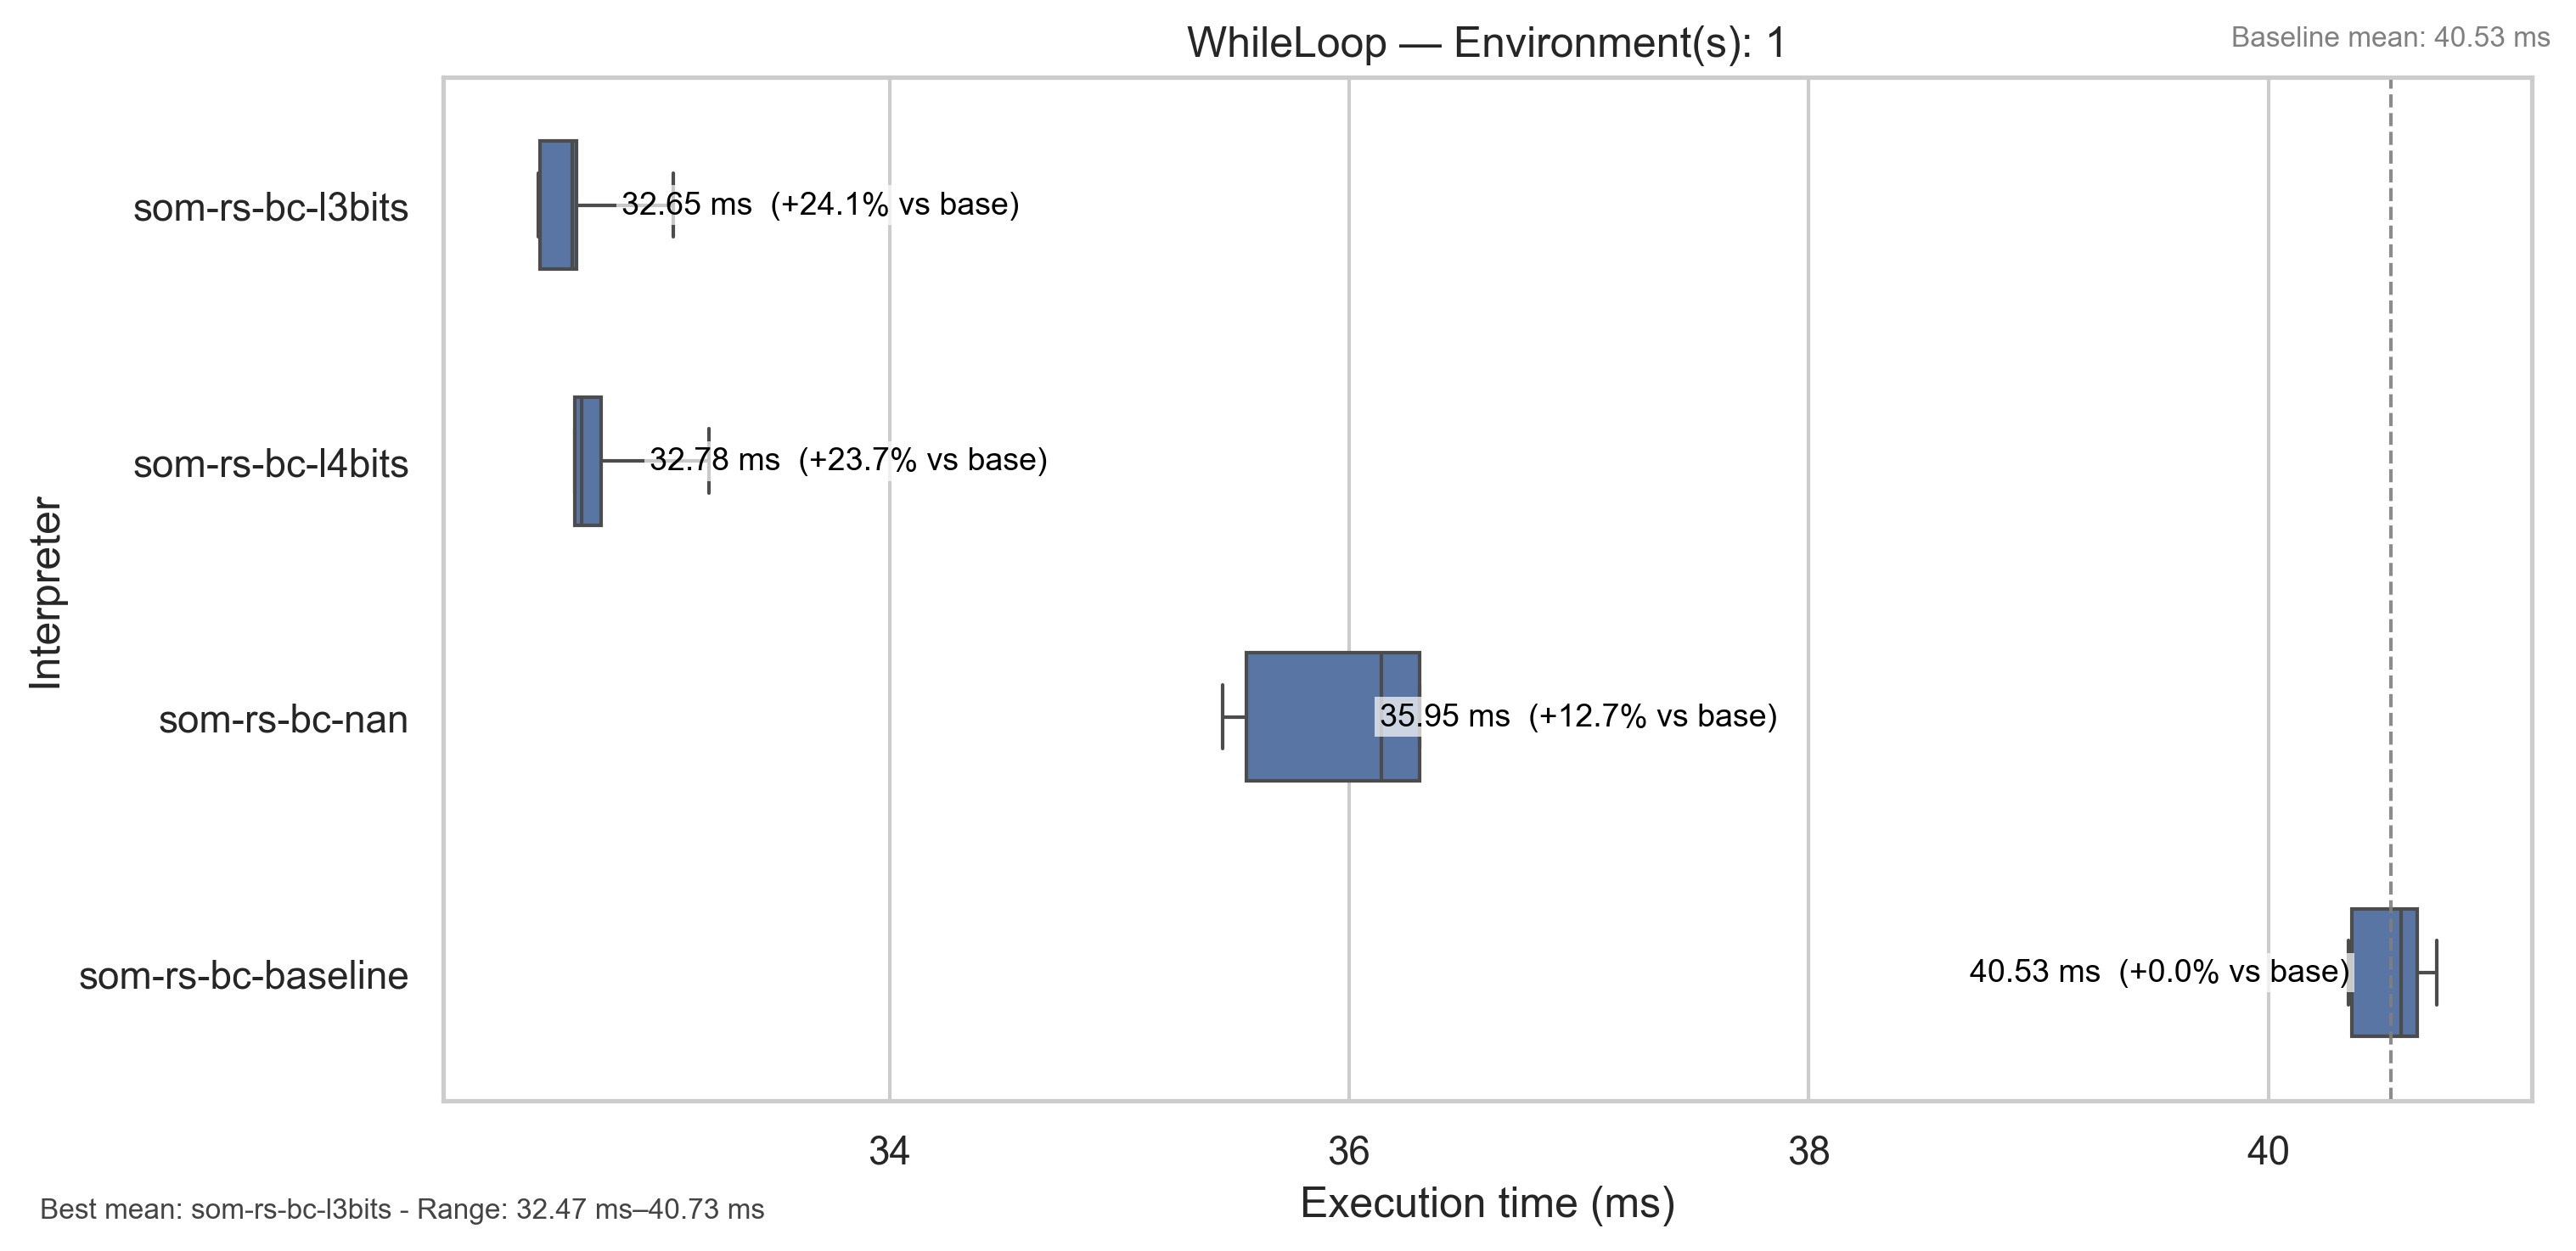 WhileLoop — Environment(s): 1
Baseline mean: 40.53 ms
som-rs-bc-l3bits
32.65 ms  (+24.1% vs base)
som-rs-bc-l4bits
32.78 ms  (+23.7% vs base)
Interpreter
som-rs-bc-nan
35.95 ms  (+12.7% vs base)
som-rs-bc-baseline
40.53 ms  (+0.0% vs base)
34 36 38 40
Execution time (ms)
Best mean: som-rs-bc-l3bits - Range: 32.47 ms–40.73 ms